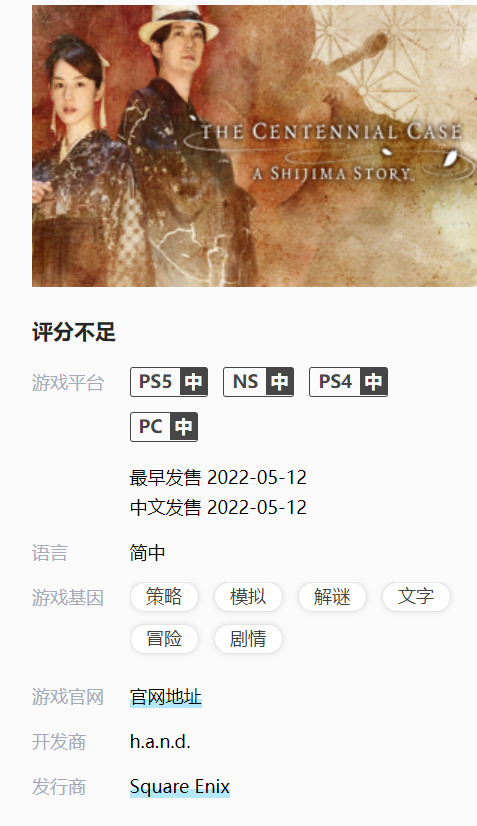 THE CENTENNIAL CASE
A SHIJIMA STORY
评分不足
游戏平台 PS5 中 NS 中 PS4 中
PC 中
最早发售 2022-05-12
中文发售 2022-05-12
语言 简中
游戏基因 策略 模拟 解谜 文字
冒险 剧情
游戏官网 官网地址
开发商 h.a.n.d.
发行商 Square Enix